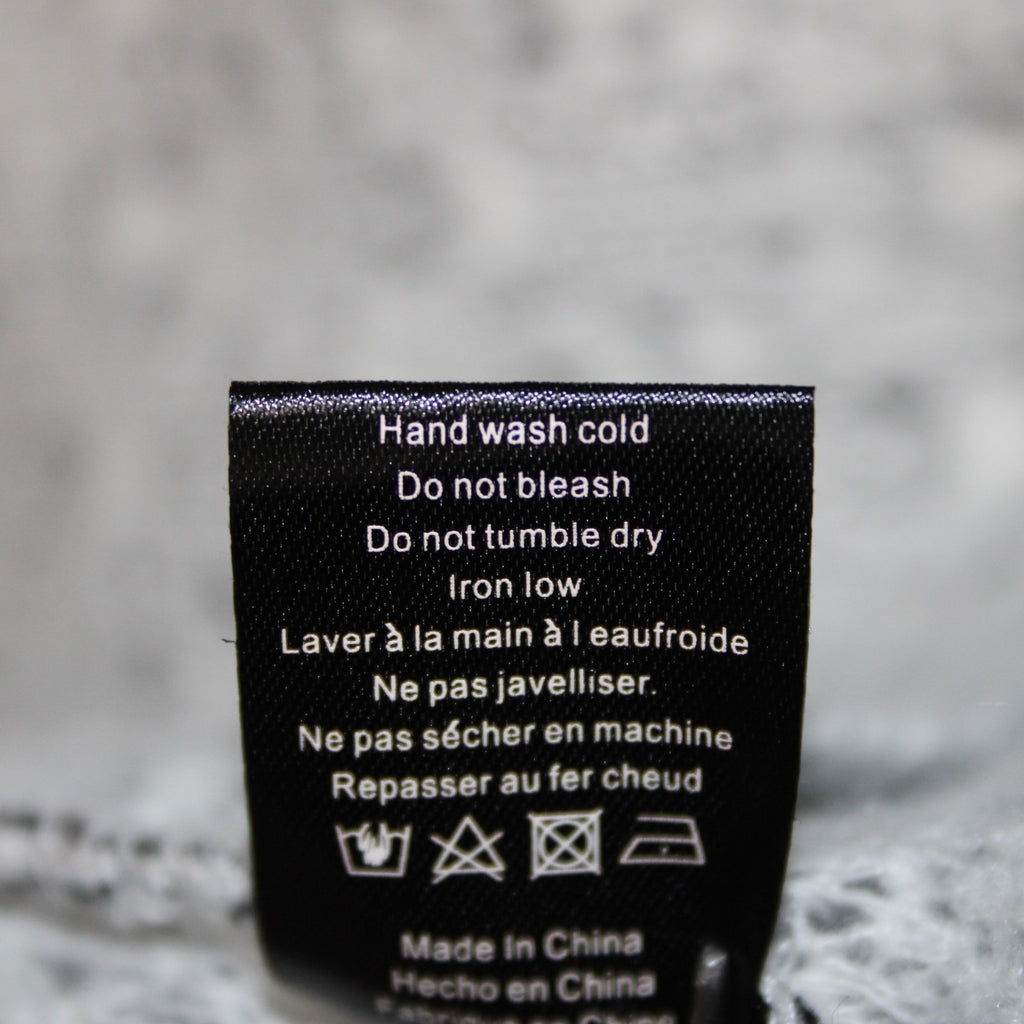 Hand wash cold
Do not bleash
Do not tumble dry
Iron low
Laver à la main à l eaufroide
Ne pas javelliser.
Ne pas sécher en machine
Repasser au fer cheud
Made In China
Hecho en China